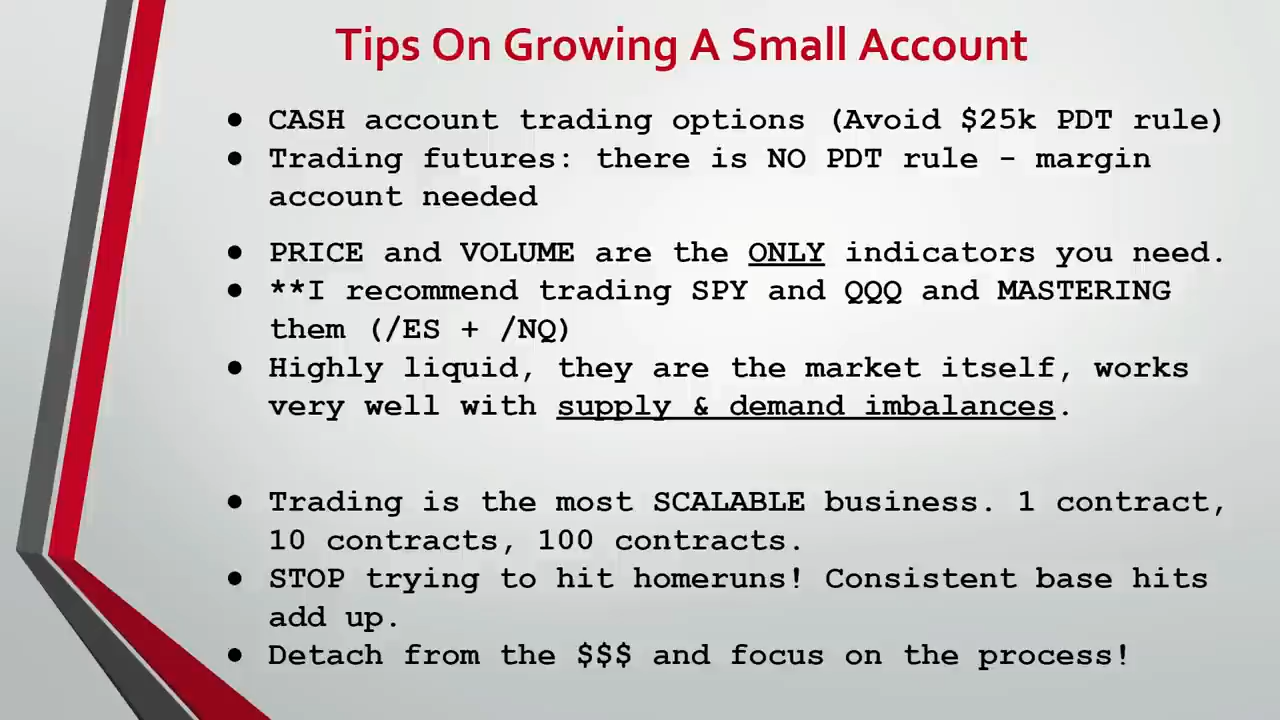 Tips On Growing A Small Account
● CASH account trading options (Avoid $25k PDT rule)
● Trading futures: there is NO PDT rule - margin
account needed
● PRICE and VOLUME are the ONLY indicators you need.
● **I recommend trading SPY and QQQ and MASTERING
them (/ES + /NQ)
● Highly liquid, they are the market itself, works
very well with supply & demand imbalances.
● Trading is the most SCALABLE business. 1 contract,
10 contracts, 100 contracts.
● STOP trying to hit homeruns! Consistent base hits
add up.
● Detach from the $$$ and focus on the process!